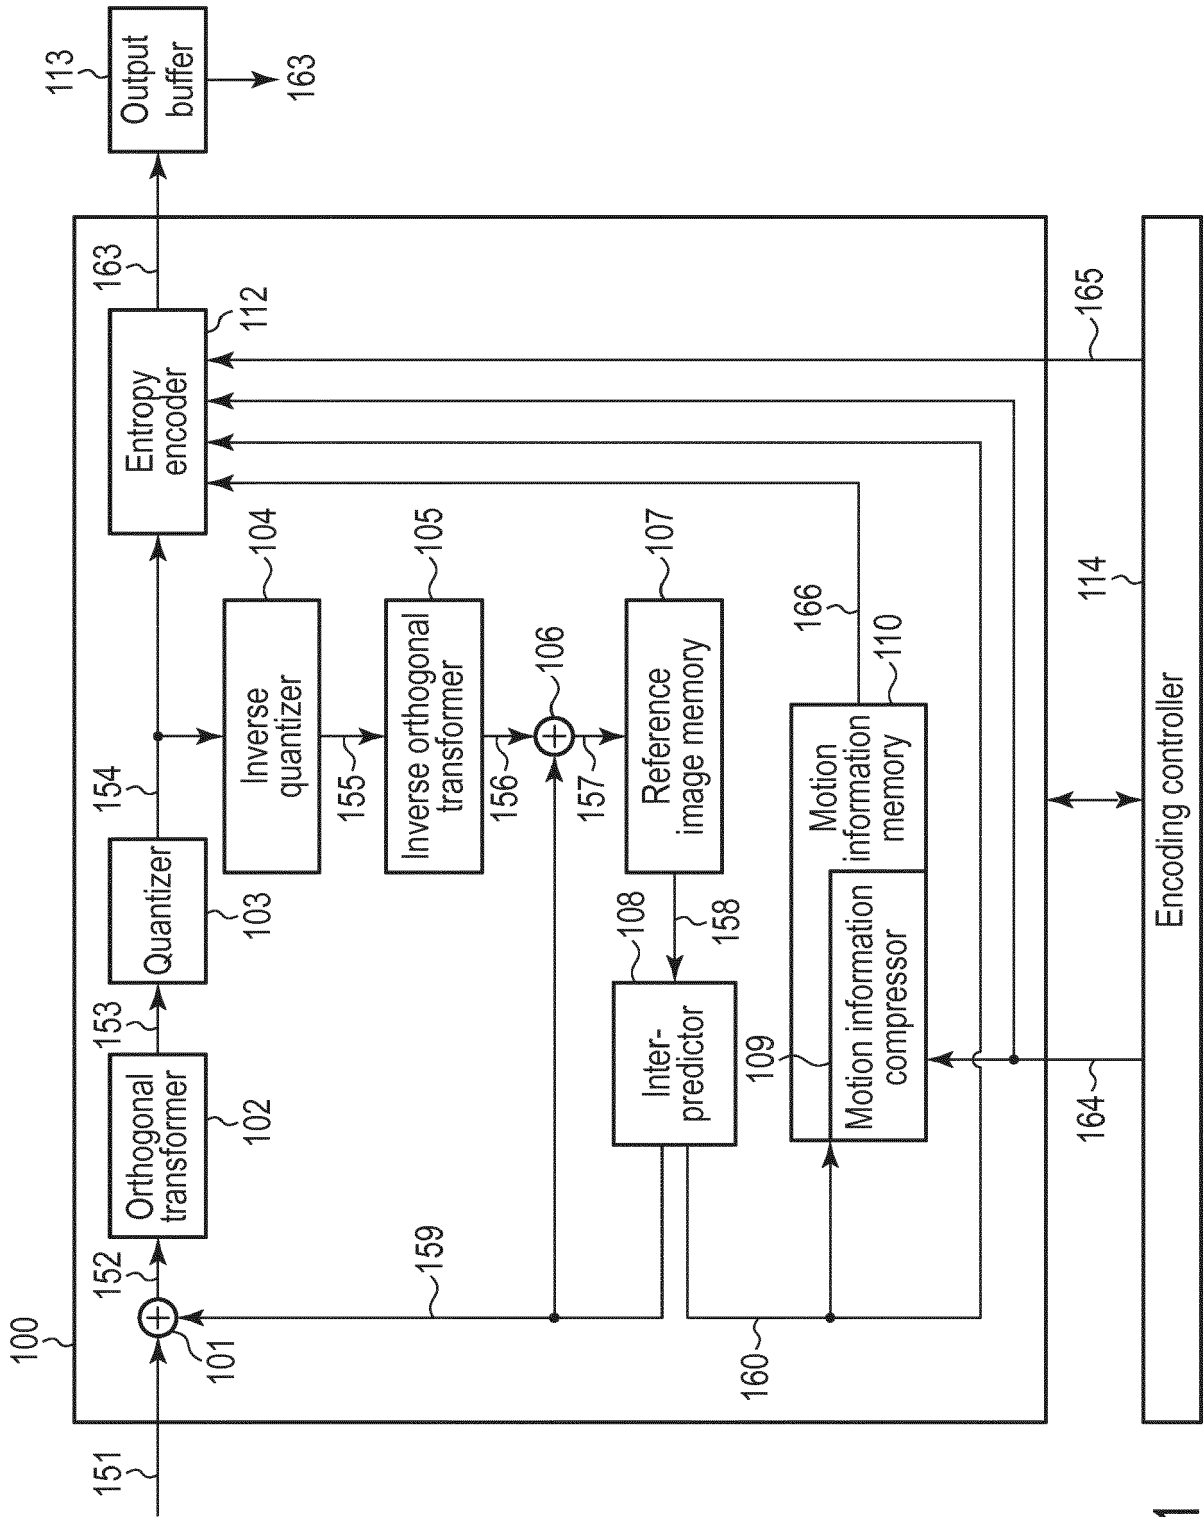 100
151
101
152
Orthogonal
transformer
102
153
Quantizer
103
154
Entropy
encoder
112
163
113
Output
buffer
163
Inverse
quantizer
104
155
Inverse orthogonal
transformer
105
156
106
157
159
Reference
image memory
107
158
108
Inter-
predictor
160
109
Motion information
compressor
Motion
information
memory
110
166
164
165
114
Encoding controller
1